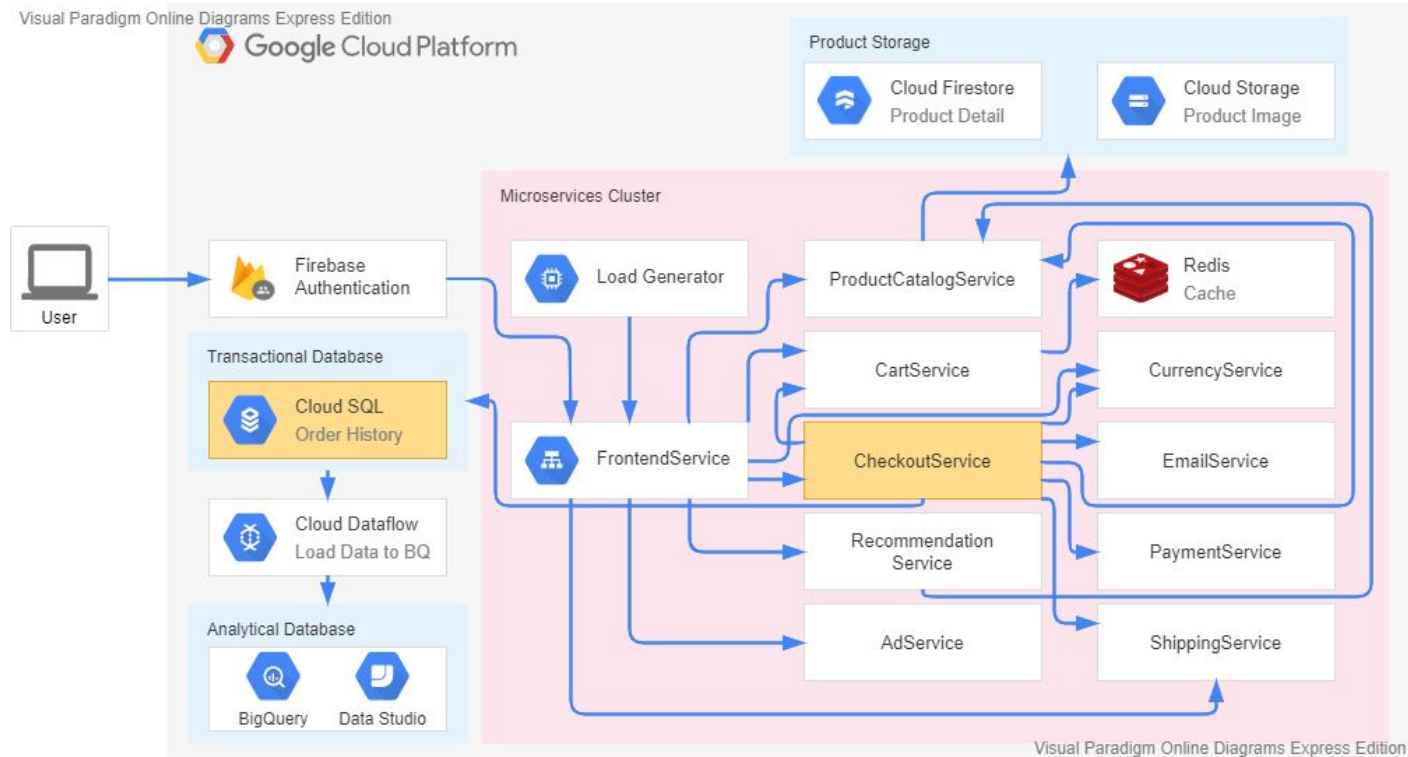 Visual Paradigm Online Diagrams Express Edition
Google Cloud Platform
Product Storage
Cloud Firestore
Product Detail
Cloud Storage
Product Image
Microservices Cluster
User
Firebase
Authentication
Load Generator
ProductCatalogService
Redis
Cache
Transactional Database
Cloud SQL
Order History
CartService
CurrencyService
FrontendService
CheckoutService
EmailService
Cloud Dataflow
Load Data to BQ
Recommendation
Service
PaymentService
Analytical Database
BigQuery
Data Studio
AdService
ShippingService
Visual Paradigm Online Diagrams Express Edition